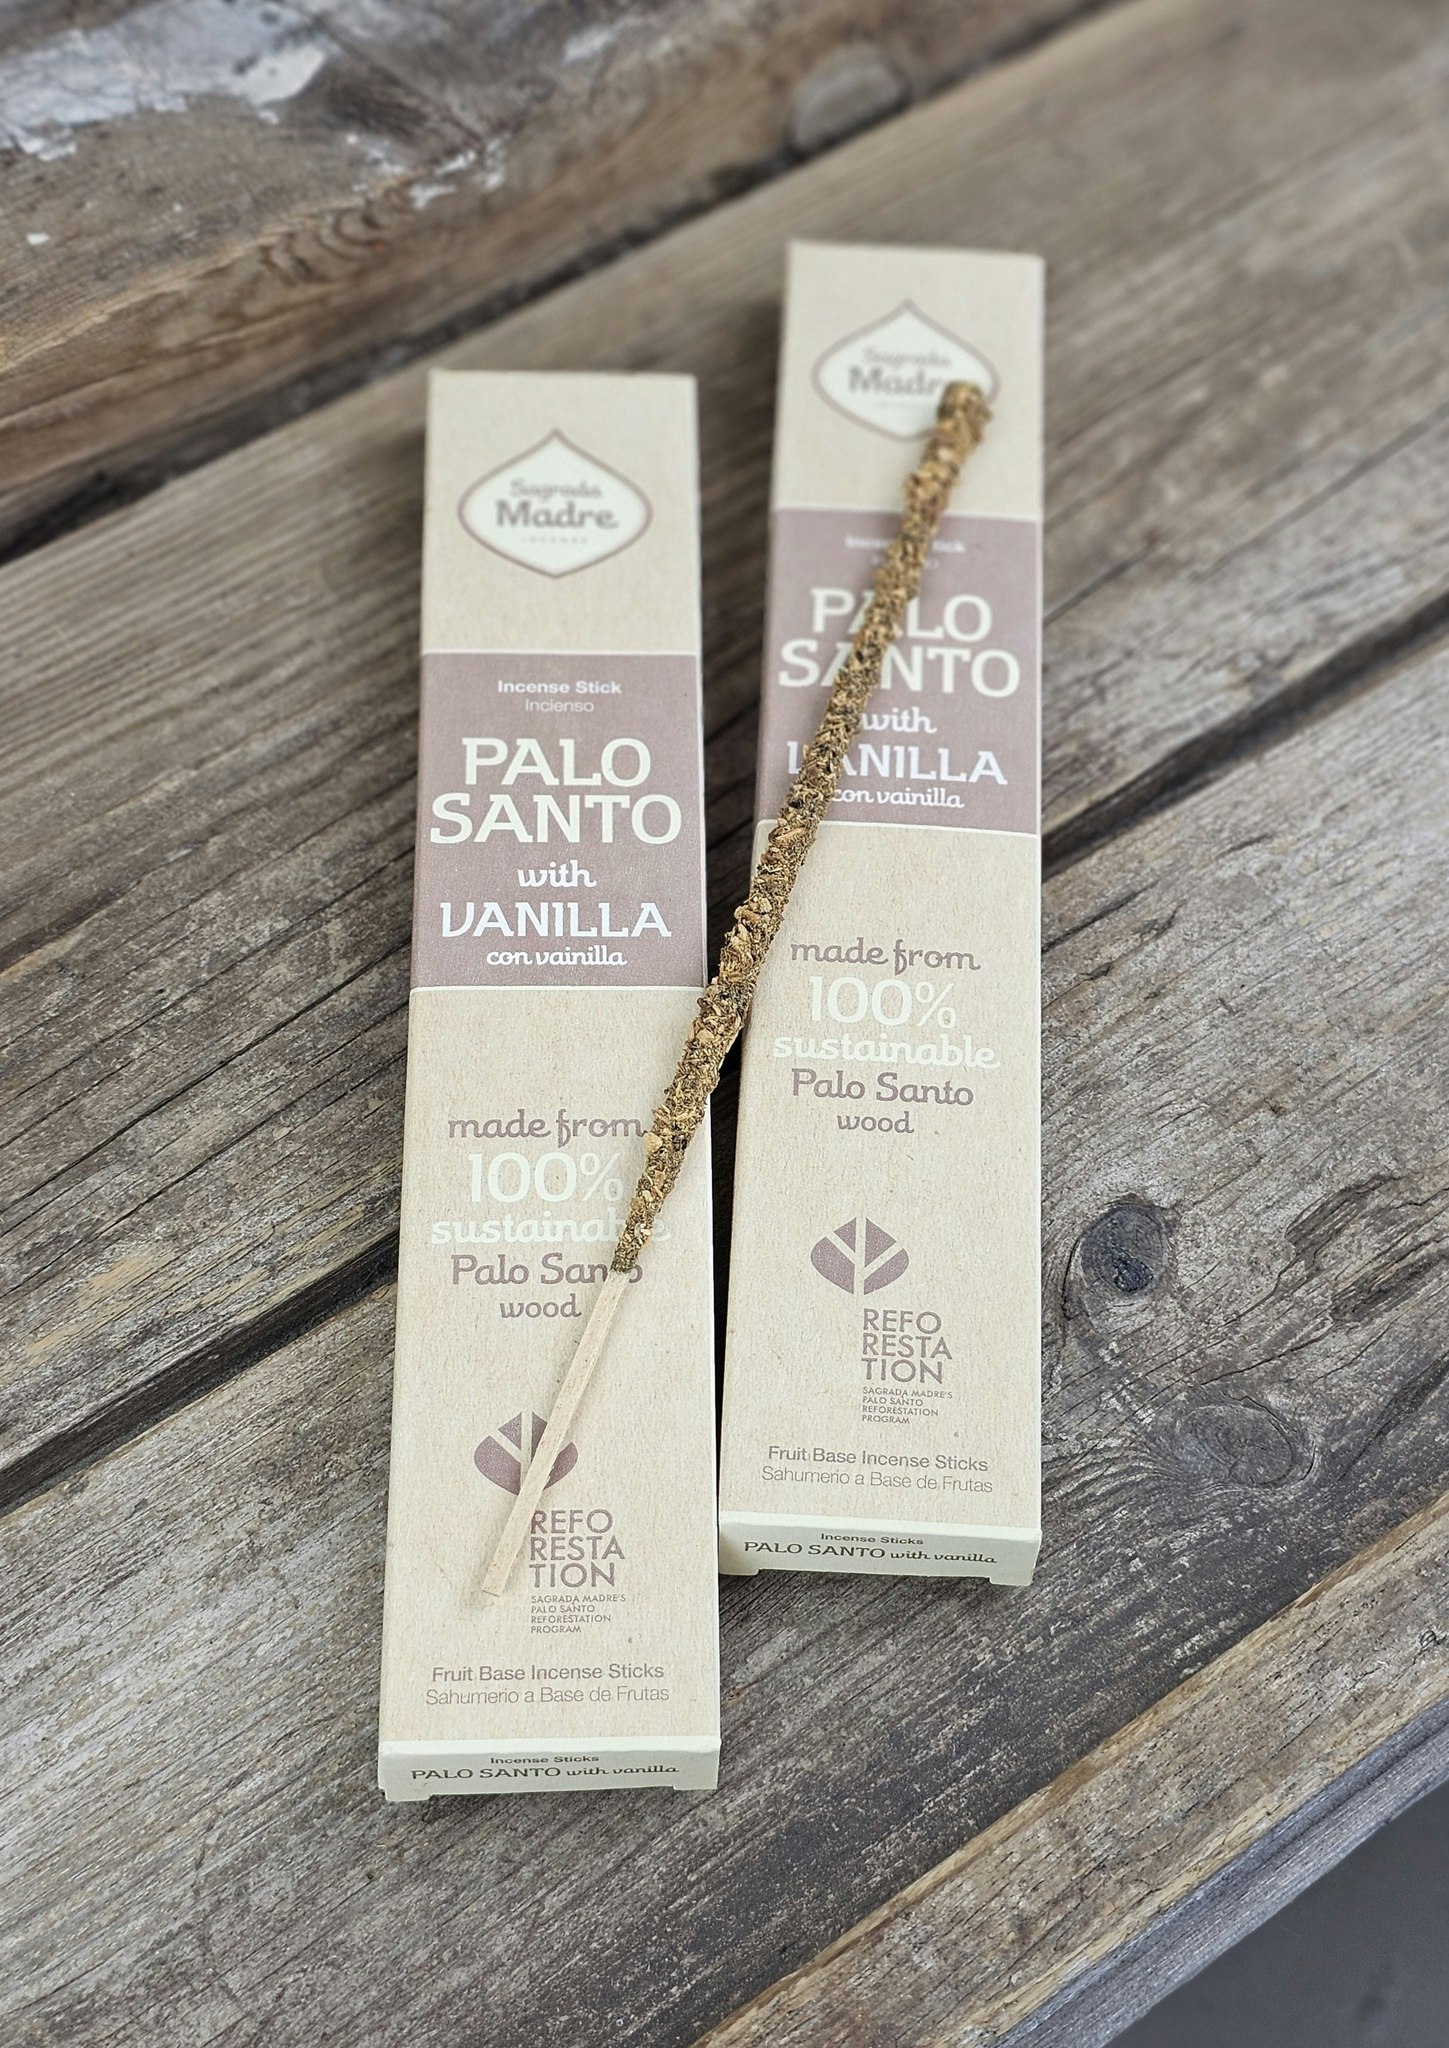 Sagrada
Madre
INCENSE
Incense Stick
Incienso
PALO
SANTO
with
VANILLA
con vainilla
made from
100%
sustainable
Palo Santo
wood
REFO
RESTA
TION
SAGRADA MADRE'S
PALO SANTO
REFORESTATION
PROGRAM
Fruit Base Incense Sticks
Sahumerio a Base de Frutas
Incense Sticks
PALO SANTO with vanilla
Sagrada
Madre
Incense Stick
PALO
SANTO
with
VANILLA
con vainilla
made from
100%
sustainable
Palo Santo
wood
REFO
RESTA
TION
SAGRADA MADRE'S
PALO SANTO
REFORESTATION
PROGRAM
Fruit Base Incense Sticks
Sahumerio a Base de Frutas
Incense Sticks
PALO SANTO with vanilla